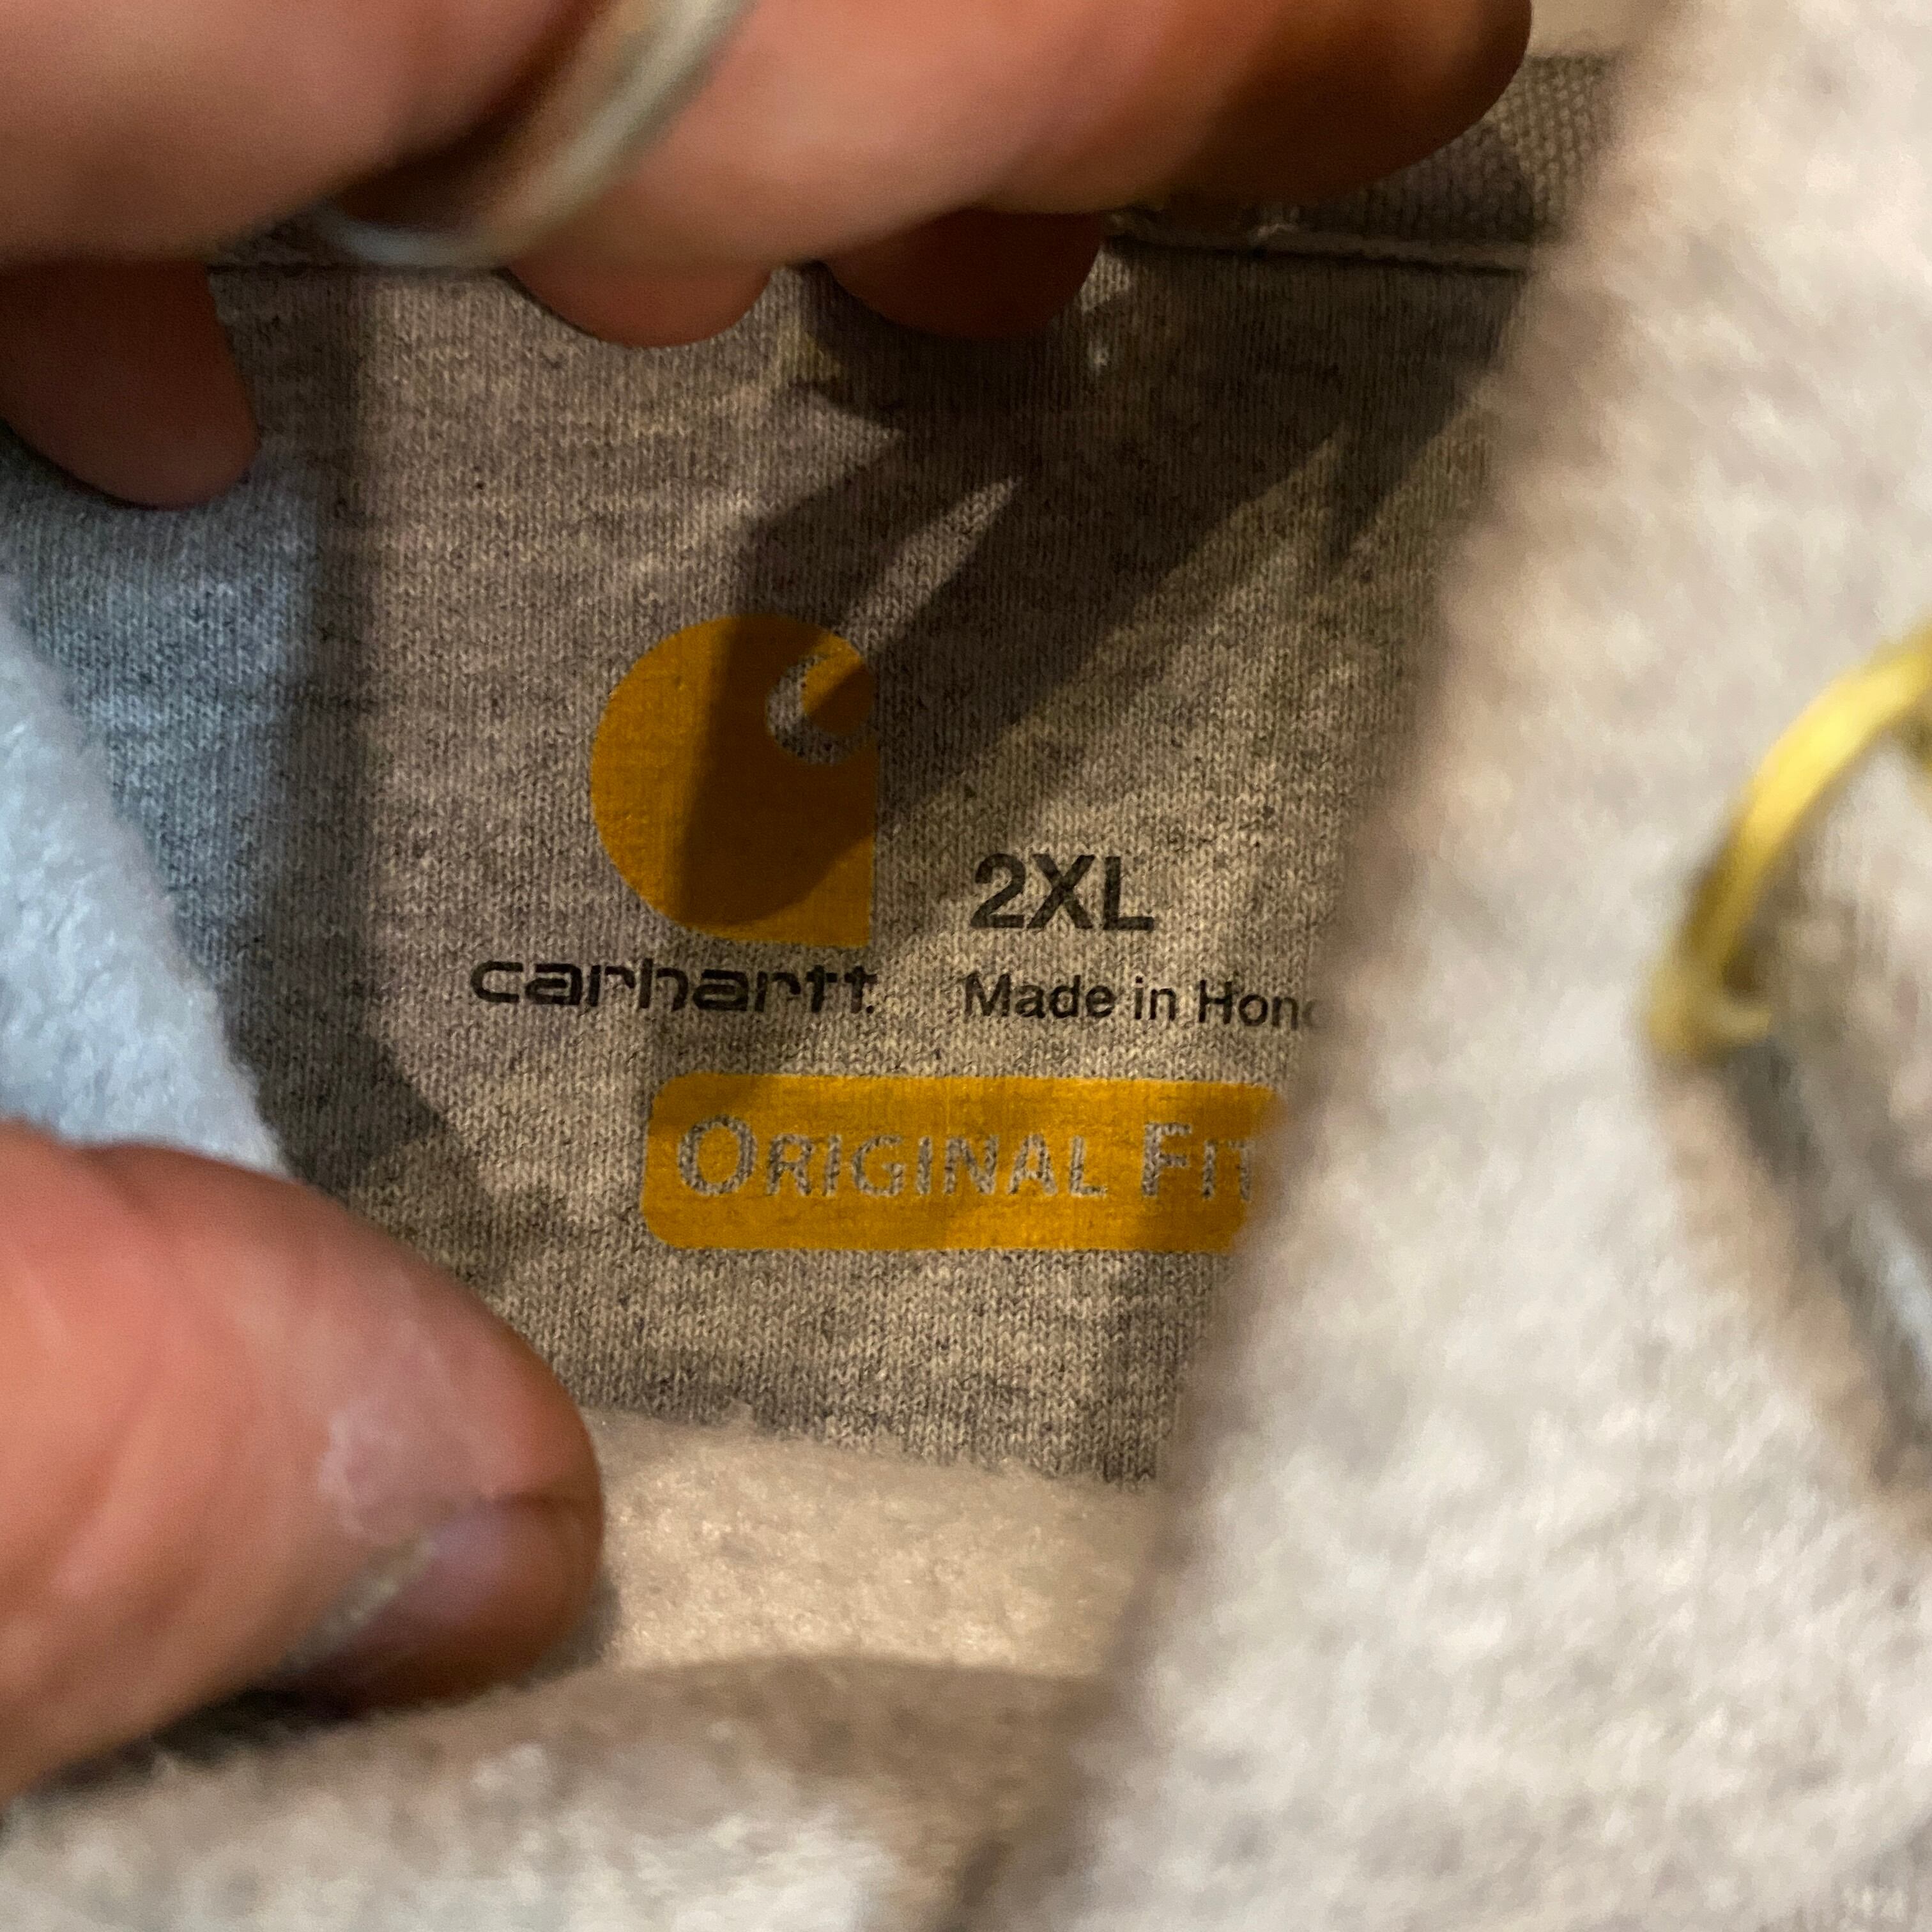 2XL
carhartt
Made in Hon
ORIGINAL FIT